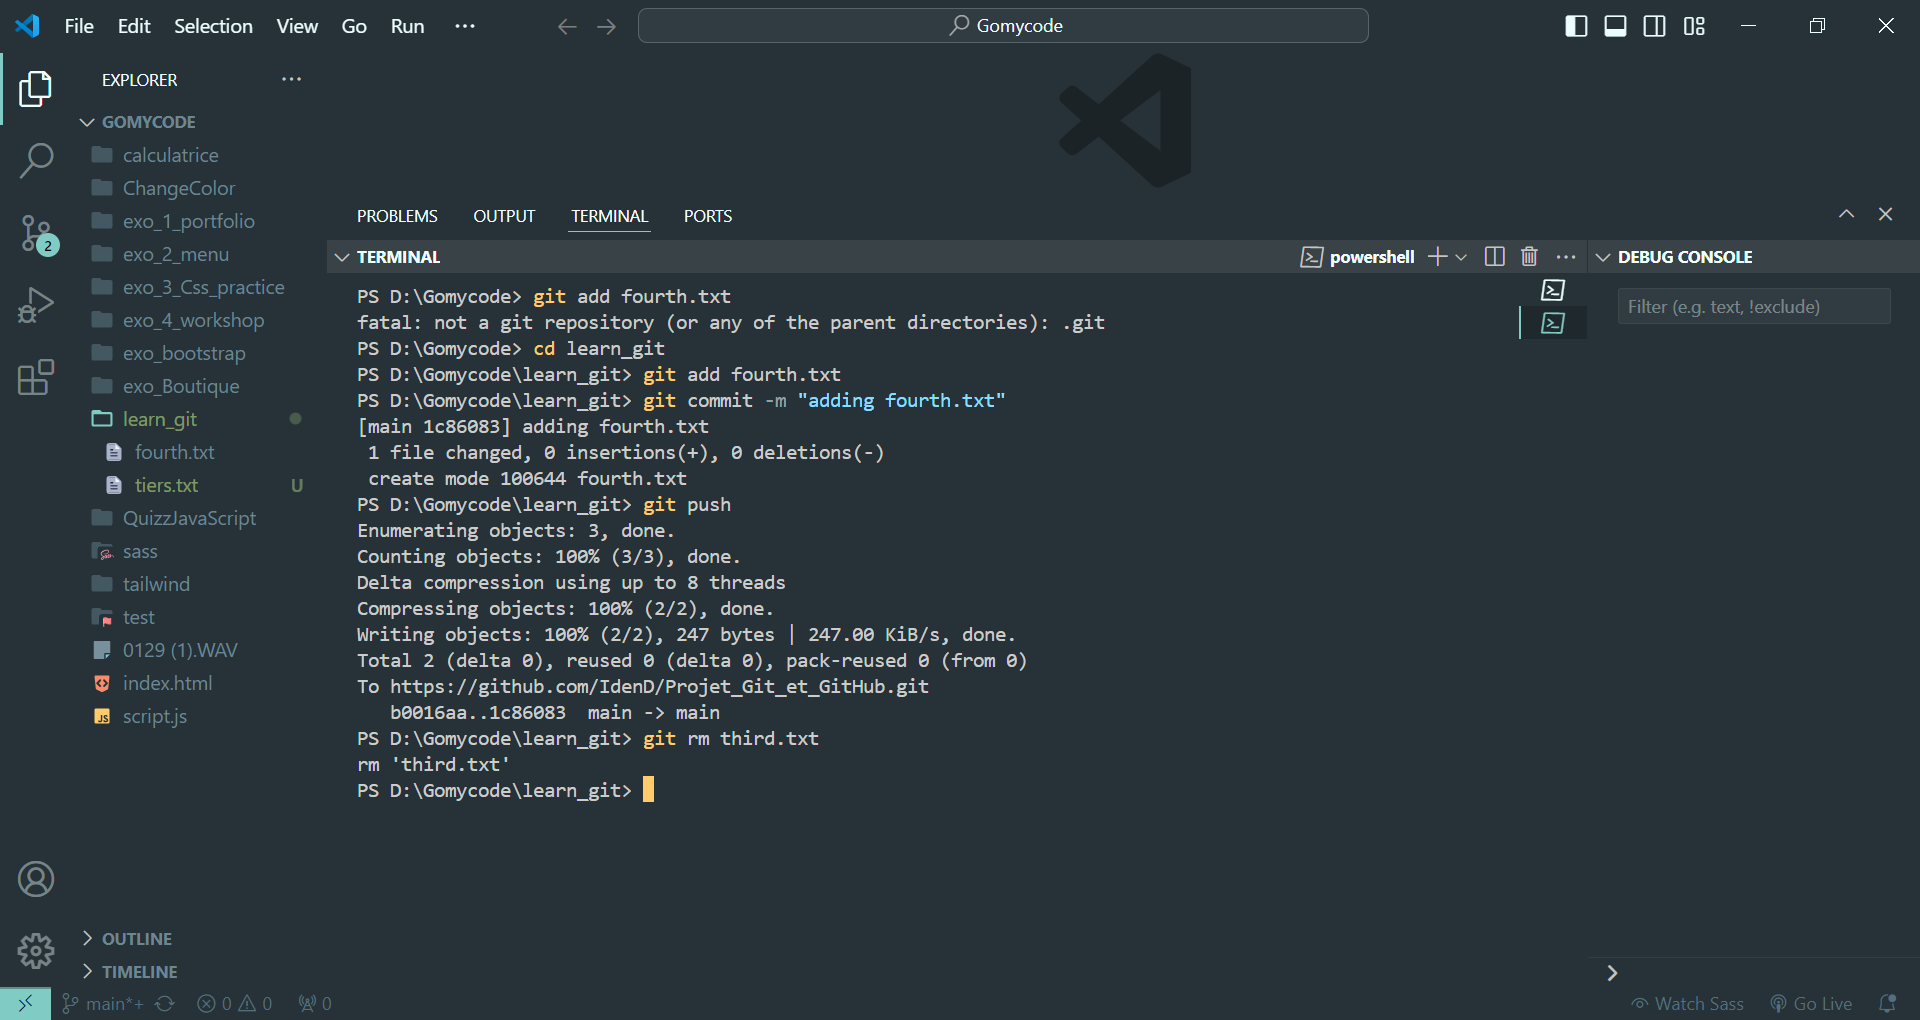 File Edit Selection View Go Run ···
Gomycode
EXPLORER ···
GOMYCODE
calculatrice
ChangeColor
exo_1_portfolio
exo_2_menu
exo_3_Css_practice
exo_4_workshop
exo_bootstrap
exo_Boutique
learn_git
fourth.txt
tiers.txt U
QuizzJavaScript
sass
tailwind
test
0129 (1).WAV
index.html
script.js
OUTLINE
TIMELINE
2
PROBLEMS OUTPUT TERMINAL PORTS
TERMINAL
powershell
PS D:\Gomycode> git add fourth.txt
fatal: not a git repository (or any of the parent directories): .git
PS D:\Gomycode> cd learn_git
PS D:\Gomycode\learn_git> git add fourth.txt
PS D:\Gomycode\learn_git> git commit -m "adding fourth.txt"
[main 1c86083] adding fourth.txt
 1 file changed, 0 insertions(+), 0 deletions(-)
 create mode 100644 fourth.txt
PS D:\Gomycode\learn_git> git push
Enumerating objects: 3, done.
Counting objects: 100% (3/3), done.
Delta compression using up to 8 threads
Compressing objects: 100% (2/2), done.
Writing objects: 100% (2/2), 247 bytes | 247.00 KiB/s, done.
Total 2 (delta 0), reused 0 (delta 0), pack-reused 0 (from 0)
To https://github.com/IdenD/Projet_Git_et_GitHub.git
   b0016aa..1c86083  main -> main
PS D:\Gomycode\learn_git> git rm third.txt
rm 'third.txt'
PS D:\Gomycode\learn_git>
DEBUG CONSOLE
Filter (e.g. text, !exclude)
main*+ 0 0 0
Watch Sass Go Live